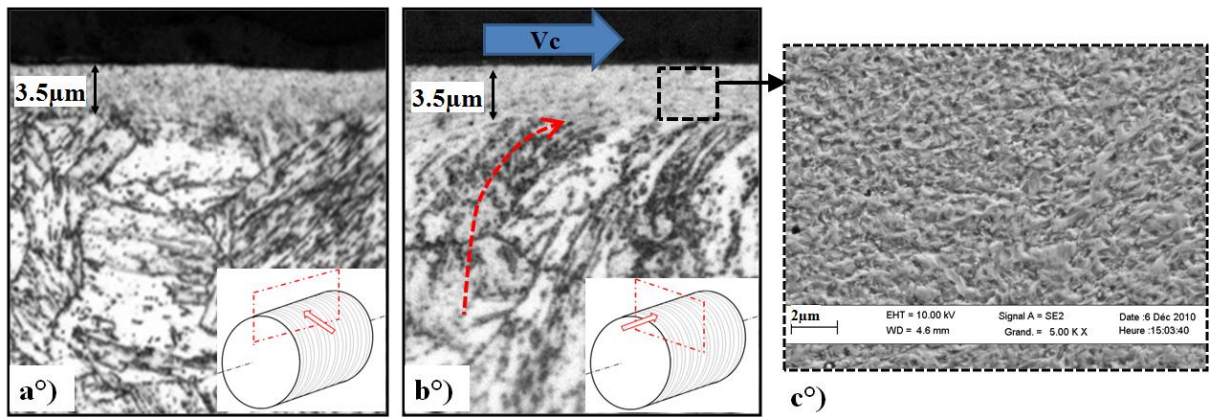 3.5µm
a°)
Vc
3.5µm
b°)
2µm
EHT = 10.00 kV
WD = 4.6 mm
Signal A = SE2
Grand. = 5.00 K X
Date :6 Déc 2010
Heure :15:03:40
c°)